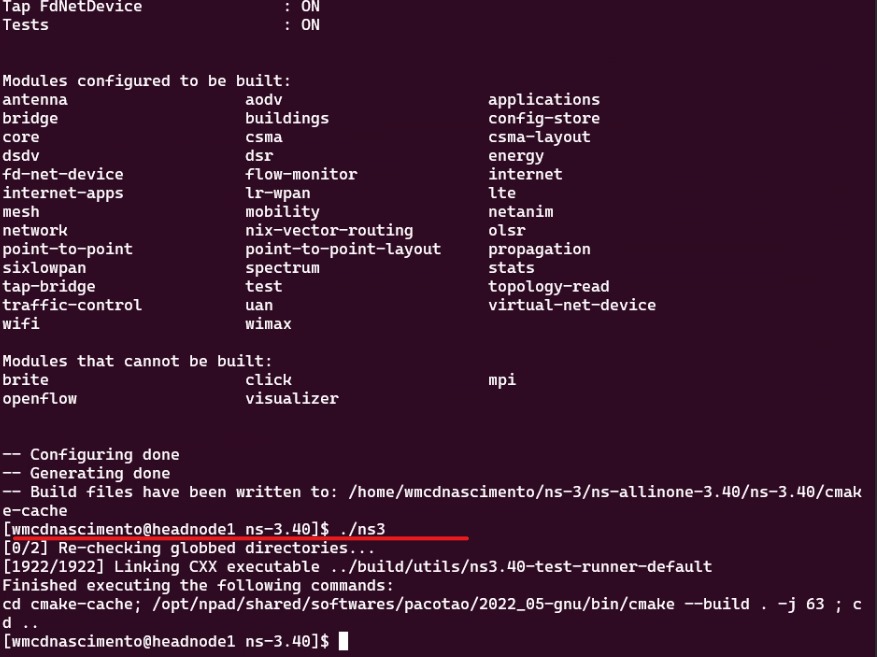 Tap FdNetDevice               : ON
Tests                         : ON
Modules configured to be built:
antenna                   aodv                      applications
bridge                    buildings                 config-store
core                      csma                      csma-layout
dsdv                      dsr                       energy
fd-net-device             flow-monitor              internet
internet-apps             lr-wpan                   lte
mesh                      mobility                  netanim
network                   nix-vector-routing        olsr
point-to-point            point-to-point-layout     propagation
sixlowpan                 spectrum                  stats
tap-bridge                test                      topology-read
traffic-control           uan                       virtual-net-device
wifi                      wimax
Modules that cannot be built:
brite                     click                     mpi
openflow                  visualizer
-- Configuring done
-- Generating done
-- Build files have been written to: /home/wmcdnascimento/ns-3/ns-allinone-3.40/ns-3.40/cmak
e-cache
[wmcdnascimento@headnode1 ns-3.40]$ ./ns3
[0/2] Re-checking globbed directories...
[1922/1922] Linking CXX executable ../build/utils/ns3.40-test-runner-default
Finished executing the following commands:
cd cmake-cache; /opt/npad/shared/softwares/pacotao/2022_05-gnu/bin/cmake --build . -j 63 ; c
d ..
[wmcdnascimento@headnode1 ns-3.40]$